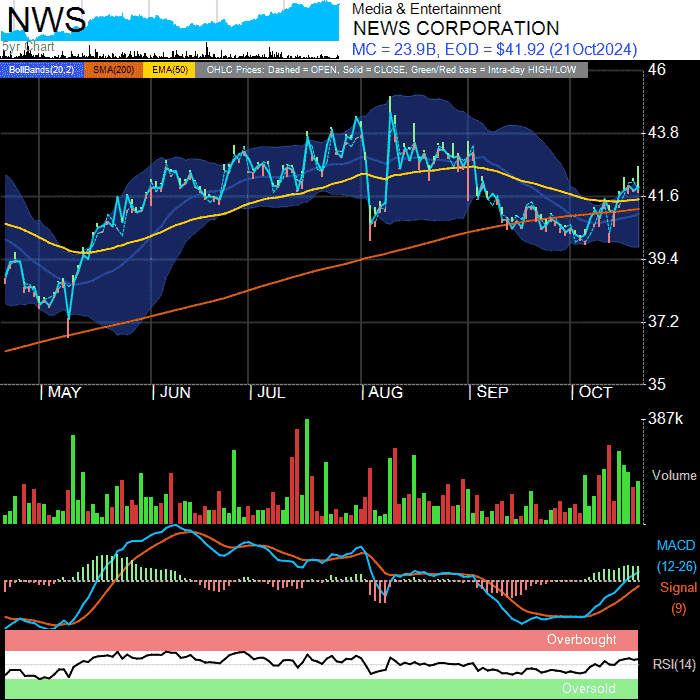 NWS
5yr Chart
Media & Entertainment
NEWS CORPORATION
MC = 23.9B, EOD = $41.92 (21Oct2024)
BollBands(20,2) SMA(200) EMA(50) OHLC Prices: Dashed = OPEN, Solid = CLOSE, Green/Red bars = Intra-day HIGH/LOW
46
43.8
41.6
39.4
37.2
35
MAY JUN JUL AUG SEP OCT
387k
Volume
MACD
(12-26)
Signal
(9)
Overbought
RSI(14)
Oversold